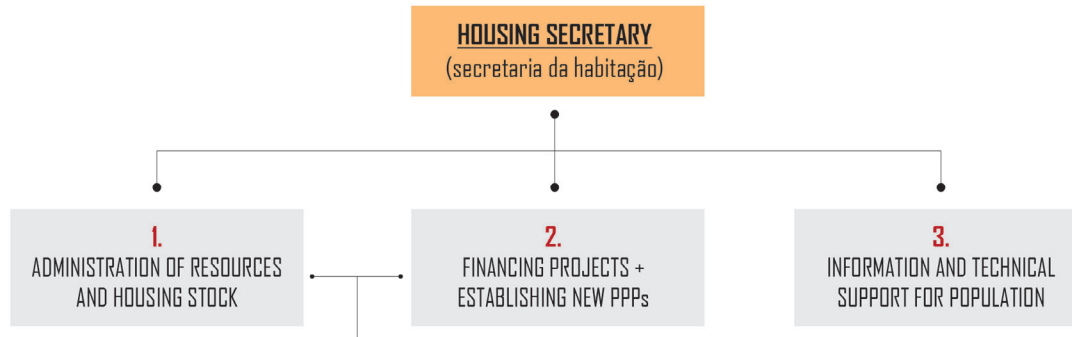 HOUSING SECRETARY
(secretaria da habitação)
1.
ADMINISTRATION OF RESOURCES
AND HOUSING STOCK
2.
FINANCING PROJECTS +
ESTABLISHING NEW PPPs
3.
INFORMATION AND TECHNICAL
SUPPORT FOR POPULATION